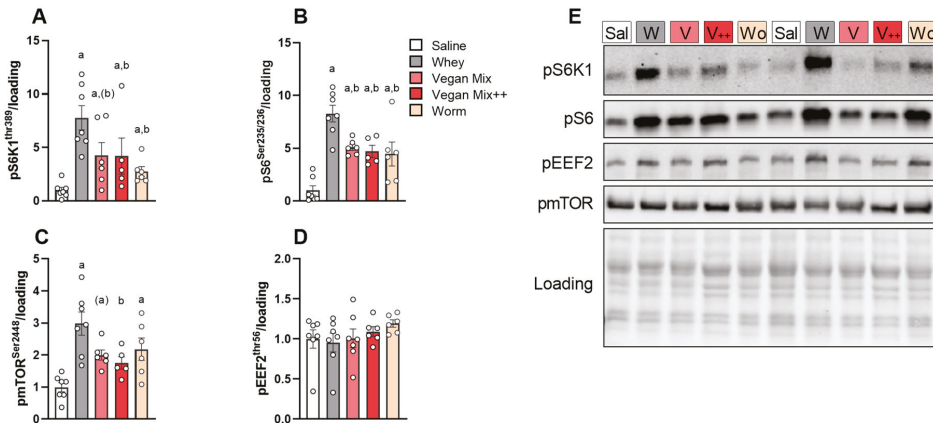 A
pS6K1thr389/loading
15
10
5
0
a
a,(b)
a,b
a,b
B
pS6Ser235/236/loading
15
10
5
0
a
a,b
a,b
a,b
Saline
Whey
Vegan Mix
Vegan Mix++
Worm
C
pmTORSer2448/loading
5
4
3
2
1
0
a
(a)
b
a
D
pEEF2thr56/loading
2.0
1.5
1.0
0.5
0.0
E
Sal W V V++ Wo Sal W V V++ Wo
pS6K1
pS6
pEEF2
pmTOR
Loading